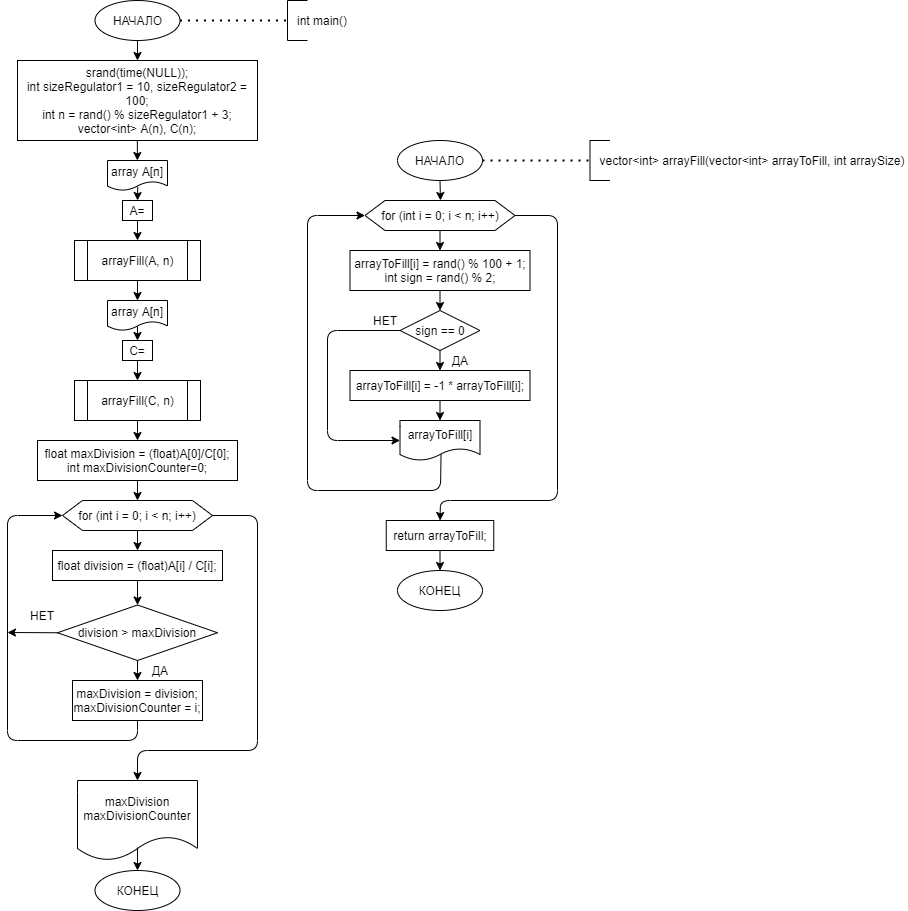 НАЧАЛО
int main()
srand(time(NULL));
int sizeRegulator1 = 10, sizeRegulator2 =
100;
int n = rand() % sizeRegulator1 + 3;
vector<int> A(n), C(n);
array A[n]
A=
arrayFill(A, n)
array A[n]
C=
arrayFill(C, n)
float maxDivision = (float)A[0]/C[0];
int maxDivisionCounter=0;
for (int i = 0; i < n; i++)
float division = (float)A[i] / C[i];
НЕТ
division > maxDivision
ДА
maxDivision = division;
maxDivisionCounter = i;
maxDivision
maxDivisionCounter
КОНЕЦ
НАЧАЛО
vector<int> arrayFill(vector<int> arrayToFill, int arraySize)
for (int i = 0; i < n; i++)
arrayToFill[i] = rand() % 100 + 1;
int sign = rand() % 2;
НЕТ
sign == 0
ДА
arrayToFill[i] = -1 * arrayToFill[i];
arrayToFill[i]
return arrayToFill;
КОНЕЦ